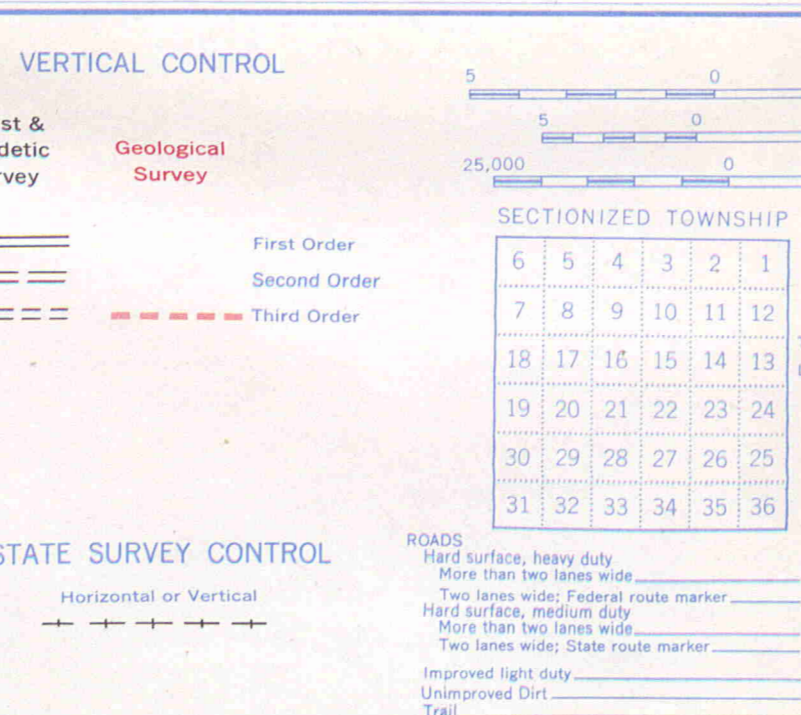 VERTICAL CONTROL
st &
detic
rvey
Geological
Survey
First Order
Second Order
Third Order
5 0
5 0
25,000 0
SECTIONIZED TOWNSHIP
6 5 4 3 2 1
7 8 9 10 11 12
18 17 16 15 14 13
19 20 21 22 23 24
30 29 28 27 26 25
31 32 33 34 35 36
STATE SURVEY CONTROL
Horizontal or Vertical
ROADS
Hard surface, heavy duty
More than two lanes wide
Two lanes wide; Federal route marker
Hard surface, medium duty
More than two lanes wide
Two lanes wide; State route marker
Improved light duty
Unimproved Dirt
Trail